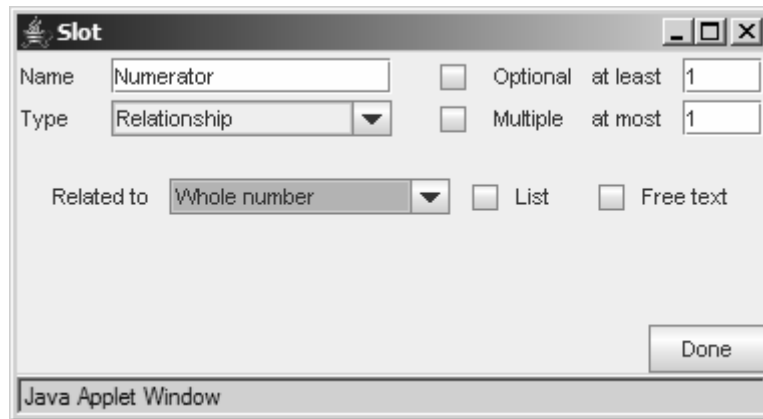 Slot
Name Numerator Optional at least 1
Type Relationship Multiple at most 1
Related to Whole number List Free text
Done
Java Applet Window